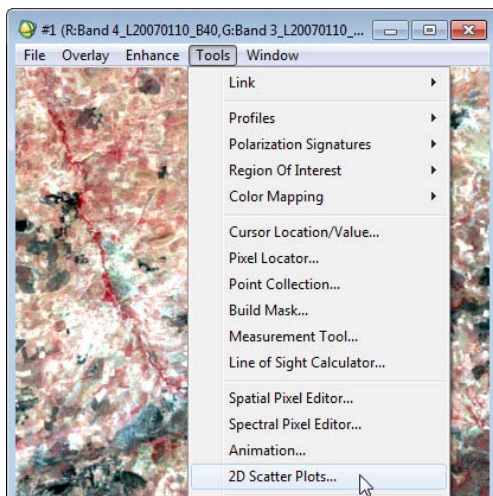 #1 (R:Band 4_L20070110_B40,G:Band 3_L20070110_...
File Overlay Enhance Tools Window
Link
Profiles
Polarization Signatures
Region Of Interest
Color Mapping
Cursor Location/Value...
Pixel Locator...
Point Collection...
Build Mask...
Measurement Tool...
Line of Sight Calculator...
Spatial Pixel Editor...
Spectral Pixel Editor...
Animation...
2D Scatter Plots...